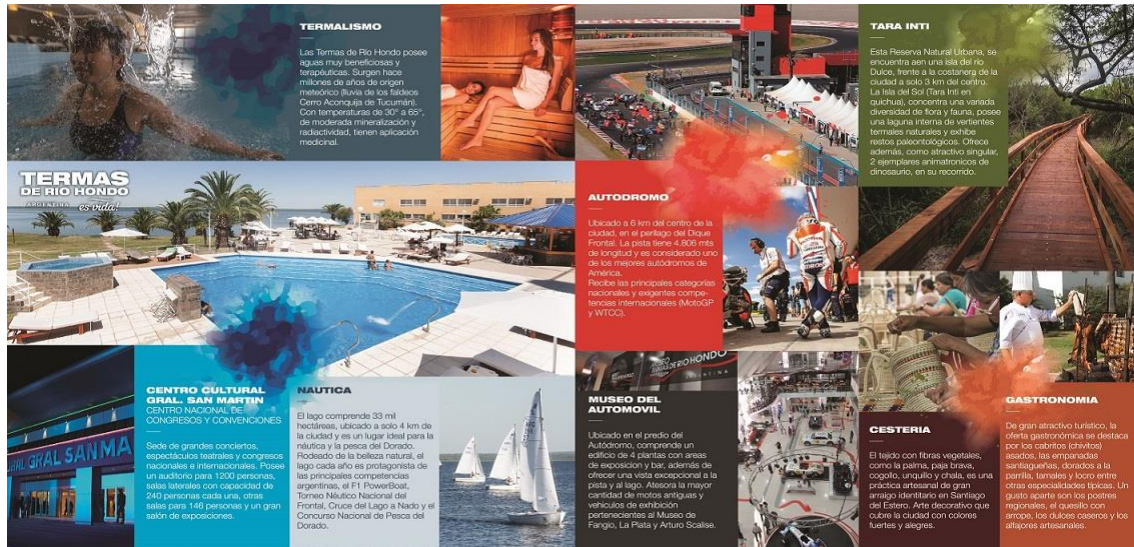 TERMALISMO
Las Termas de Río Hondo posee
aguas muy beneficiosas y
terapéuticas. Surgen hace
millones de años de origen
meteórico (lluvia de los faldeos
Cerro Aconquija de Tucumán).
Con temperaturas de 30° a 65°,
de moderada mineralización y
radiactividad, tienen aplicación
medicinal.
TERMAS
DE RIO HONDO
ARGENTINA es vida!
CENTRO CULTURAL
GRAL. SAN MARTIN
CENTRO NACIONAL DE
CONGRESOS Y CONVENCIONES
Sede de grandes conciertos,
espectáculos teatrales y congresos
nacionales e internacionales. Posee
un auditorio para 1200 personas,
salas laterales con capacidad de
240 personas cada una, otras
salas para 146 personas y un gran
salón de exposiciones.
GRAL SANMA
NAUTICA
El lago comprende 33 mil
hectáreas, ubicado a solo 4 km de
la ciudad y es un lugar ideal para la
náutica y la pesca del Dorado.
Rodeado de la belleza natural, el
lago cada año es protagonista de
las principales competencias
argentinas, el F1 PowerBoat,
Torneo Náutico Nacional del
Frontal, Cruce del Lago a Nado y el
Concurso Nacional de Pesca del
Dorado.
AUTODROMO
Ubicado a 6 km del centro de la
ciudad, en el perilago del Dique
Frontal. La pista tiene 4.806 mts
de longitud y es considerado uno
de los mejores autódromos de
América.
Recibe las principales categorías
nacionales y exigentes compe-
tencias internacionales (MotoGP
y WTCC).
MUSEO DEL
AUTOMOVIL
Ubicado en el predio del
Autódromo, comprende un
edificio de 4 plantas con areas
de exposicion y bar, además de
ofrecer una vista excepcional a la
pista y al lago. Atesora la mayor
cantidad de motos antiguas y
vehículos de exhibición
pertenecientes al Museo de
Fangio, La Plata y Arturo Scalise.
RIO HONDO
TARA INTI
Esta Reserva Natural Urbana, se
encuentra aen una isla del río
Dulce, frente a la costanera de la
ciudad a solo 3 km del centro.
La Isla del Sol (Tara Inti en
quichua), concentra una variada
diversidad de flora y fauna, posee
una laguna interna de vertientes
termales naturales y exhibe
restos paleontológicos. Ofrece
además, como atractivo singular,
2 ejemplares animatronicos de
dinosaurio, en su recorrido.
CESTERIA
El tejido con fibras vegetales,
como la palma, paja brava,
cogollo, unquillo y chala, es una
práctica artesanal de gran
arraigo identitario en Santiago
del Estero. Arte decorativo que
cubre la ciudad con colores
fuertes y alegres.
GASTRONOMIA
De gran atractivo turístico, la
oferta gastronómica se destaca
por los cabritos (chivitos)
asados, las empanadas
santiagueñas, dorados a la
parrilla, tamales y locro entre
otras especialidades típicas. Un
gusto aparte son los postres
regionales, el quesillo con
arrope, los dulces caseros y los
alfajores artesanales.